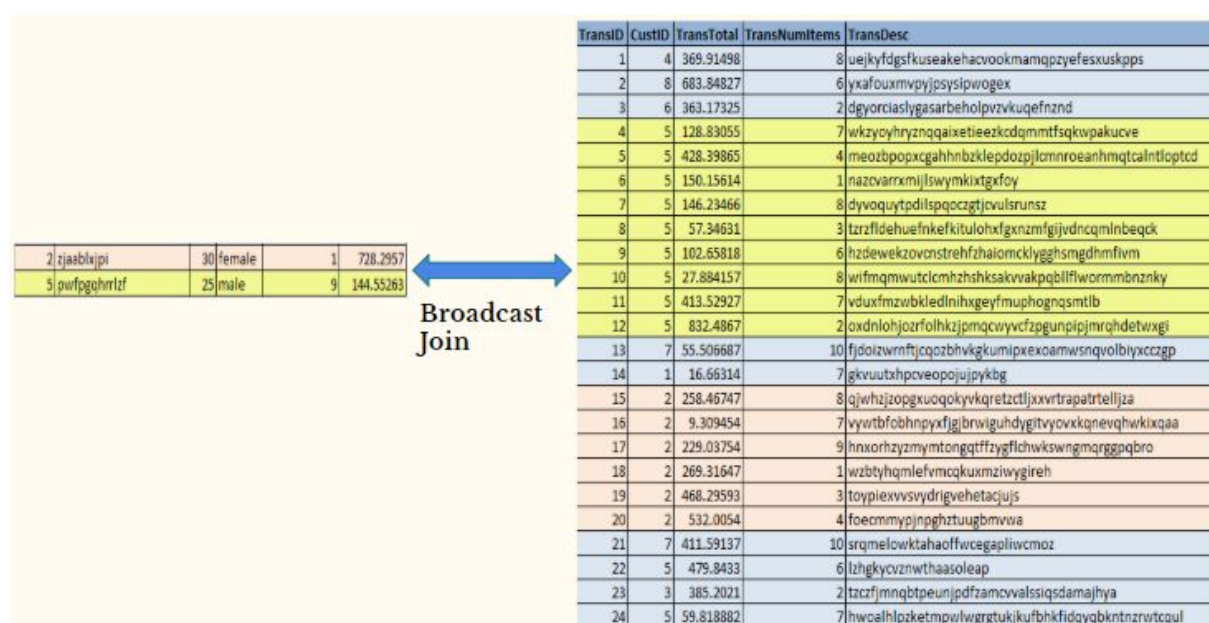 TransID CustID TransTotal TransNumItems TransDesc
1 4 369.91498 8 uejkyfdgsfkuseakehacvookmamqpzyefesxuskpps
2 8 683.84827 6 yxafouxmvpyjpsysipwogex
3 6 363.17325 2 dgyorciaslygasarbeholpvzvkuqefnznd
4 5 128.83055 7 wkzyoyhryznqqaixetieezkcdqmmtfsqkwpakucve
5 5 428.39865 4 meozbpopxcgahhnbzklepdozpjlcmnroeanhmqtcalntloptcd
6 5 150.15614 1 nazcvarrxmijlswymkixtgxfoy
7 5 146.23466 8 dyvoquytpdilspqoczgtjcvulsrunsz
8 5 57.34631 3 tzrzfldehuefnkefkitulohxfgxnzmfgijvdncqmlnbeqck
9 5 102.65818 6 hzdewekzovcnstrehfzhaiomcklygghsmgdhmfivm
10 5 27.884157 8 wifmqmwutclcmhzhshksakvvakpqbllflwormmbnznky
11 5 413.52927 7 vduxfmzwbkledlnihxgeyfmuphognqsmtlb
12 5 832.4867 2 oxdnlohjozrfolhkzjpmqcwyvcfzpgunpipjmrqhdetwxgi
2 zjaablxjpi 30 female 1 728.2957
5 pwfpgqhrrlzf 25 male 9 144.55263
Broadcast
Join
13 7 55.506687 10 fjdoizwrnftjcqozbhvkgkumipxexoamwsnqvolbiyxcczgp
14 1 16.66314 7 gkvuutxhpcveopojujpykbg
15 2 258.46747 8 qjwhzjzopgxuoqokyvkqretzctljxxvrtrapatrtelljza
16 2 9.309454 7 vywtbfobhnpyxfjgjbrwiguhdygitvyovxkqnevqhwkixqaa
17 2 229.03754 9 hnxorhzyzmymtongqtffzygflchwkswngmqrggpqbro
18 2 269.31647 1 wzbtyhqmlefvmcqkuxmziwygireh
19 2 468.29593 3 toypiexvvsvydrigvehetacjujs
20 2 532.0054 4 foecmmypjnpghztuugbmvwa
21 7 411.59137 10 srqmelowktahaoffwcegapliwcmoz
22 5 479.8433 6 lzhgkycvznwthaasoleap
23 3 385.2021 2 tzczfjmnqbtpeunjpdfzamcvvalssiqsdamajhya
24 5 59.818882 7